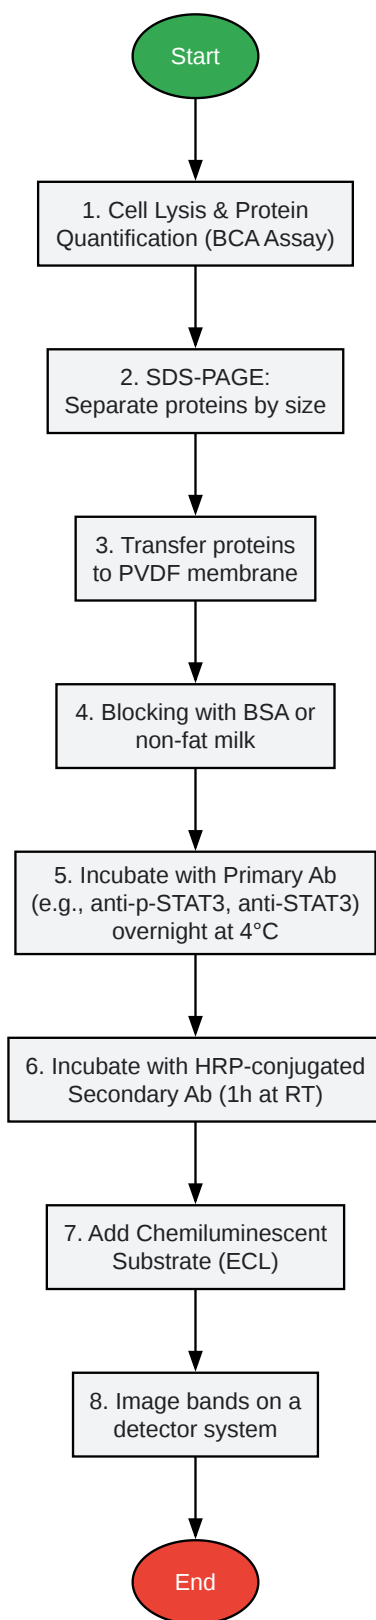 Start
1. Cell Lysis & Protein
Quantification (BCA Assay)
2. SDS-PAGE:
Separate proteins by size
3. Transfer proteins
to PVDF membrane
4. Blocking with BSA or
non-fat milk
5. Incubate with Primary Ab
(e.g., anti-p-STAT3, anti-STAT3)
overnight at 4°C
6. Incubate with HRP-conjugated
Secondary Ab (1h at RT)
7. Add Chemiluminescent
Substrate (ECL)
8. Image bands on a
detector system
End